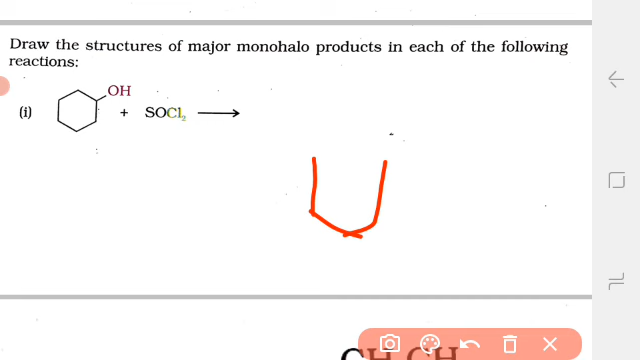 Draw the structures of major monohalo products in each of the following
reactions:
OH
(i) + SOCl₂ ⟶